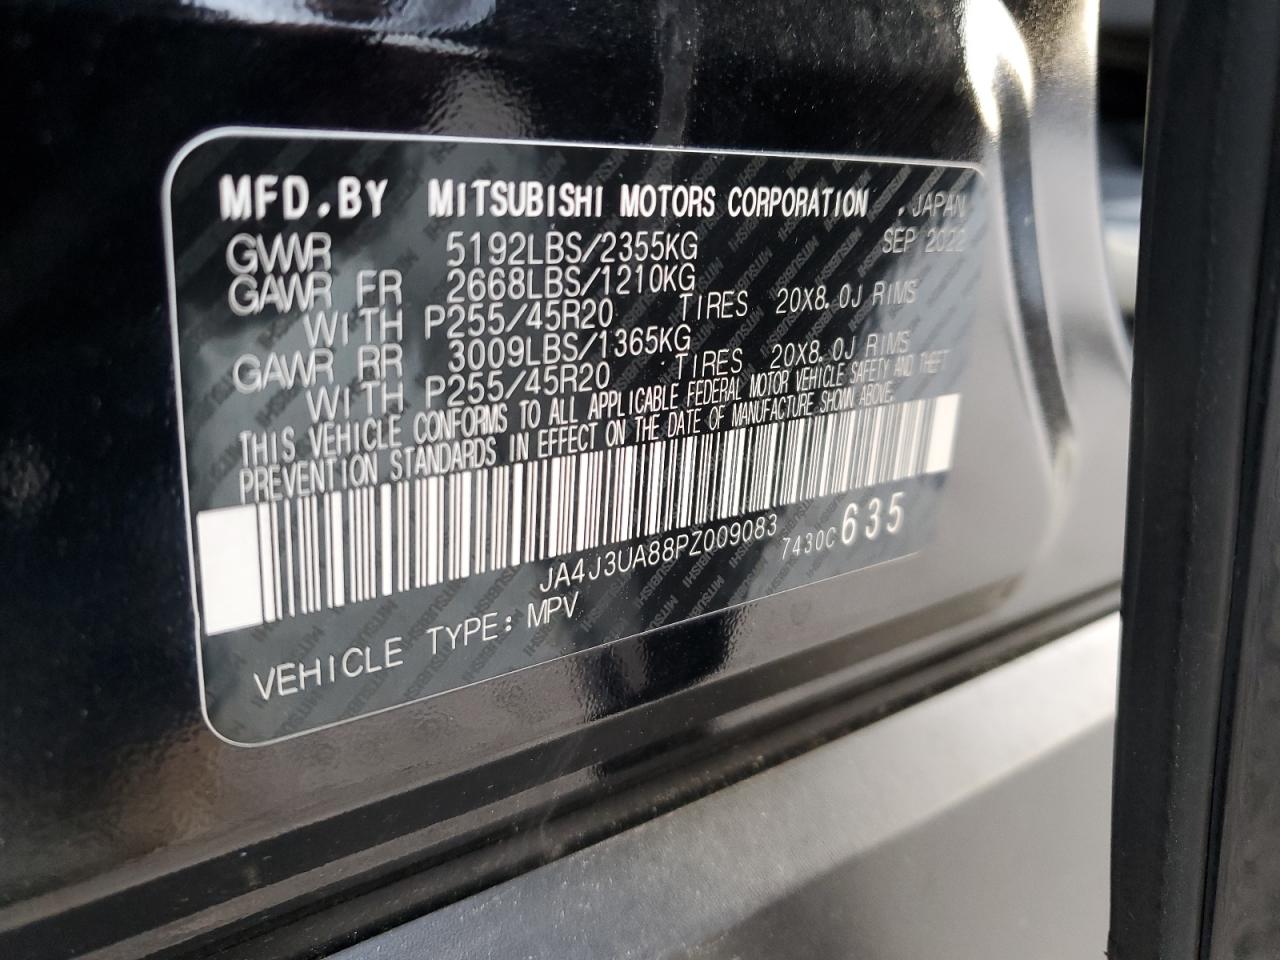 MFD.BY MITSUBISHI MOTORS CORPORATION , JAPAN
GVWR 5192LBS/2355KG SEP 2022
GAWR FR 2668LBS/1210KG
WITH P255/45R20 TIRES 20X8.0J RIMS
GAWR RR 3009LBS/1365KG
WITH P255/45R20 TIRES 20X8.0J RIMS
THIS VEHICLE CONFORMS TO ALL APPLICABLE FEDERAL MOTOR VEHICLE SAFETY AND THEFT
PREVENTION STANDARDS IN EFFECT ON THE DATE OF MANUFACTURE SHOWN ABOVE.
JA4J3UA88PZ009083 7430C 635
VEHICLE TYPE: MPV